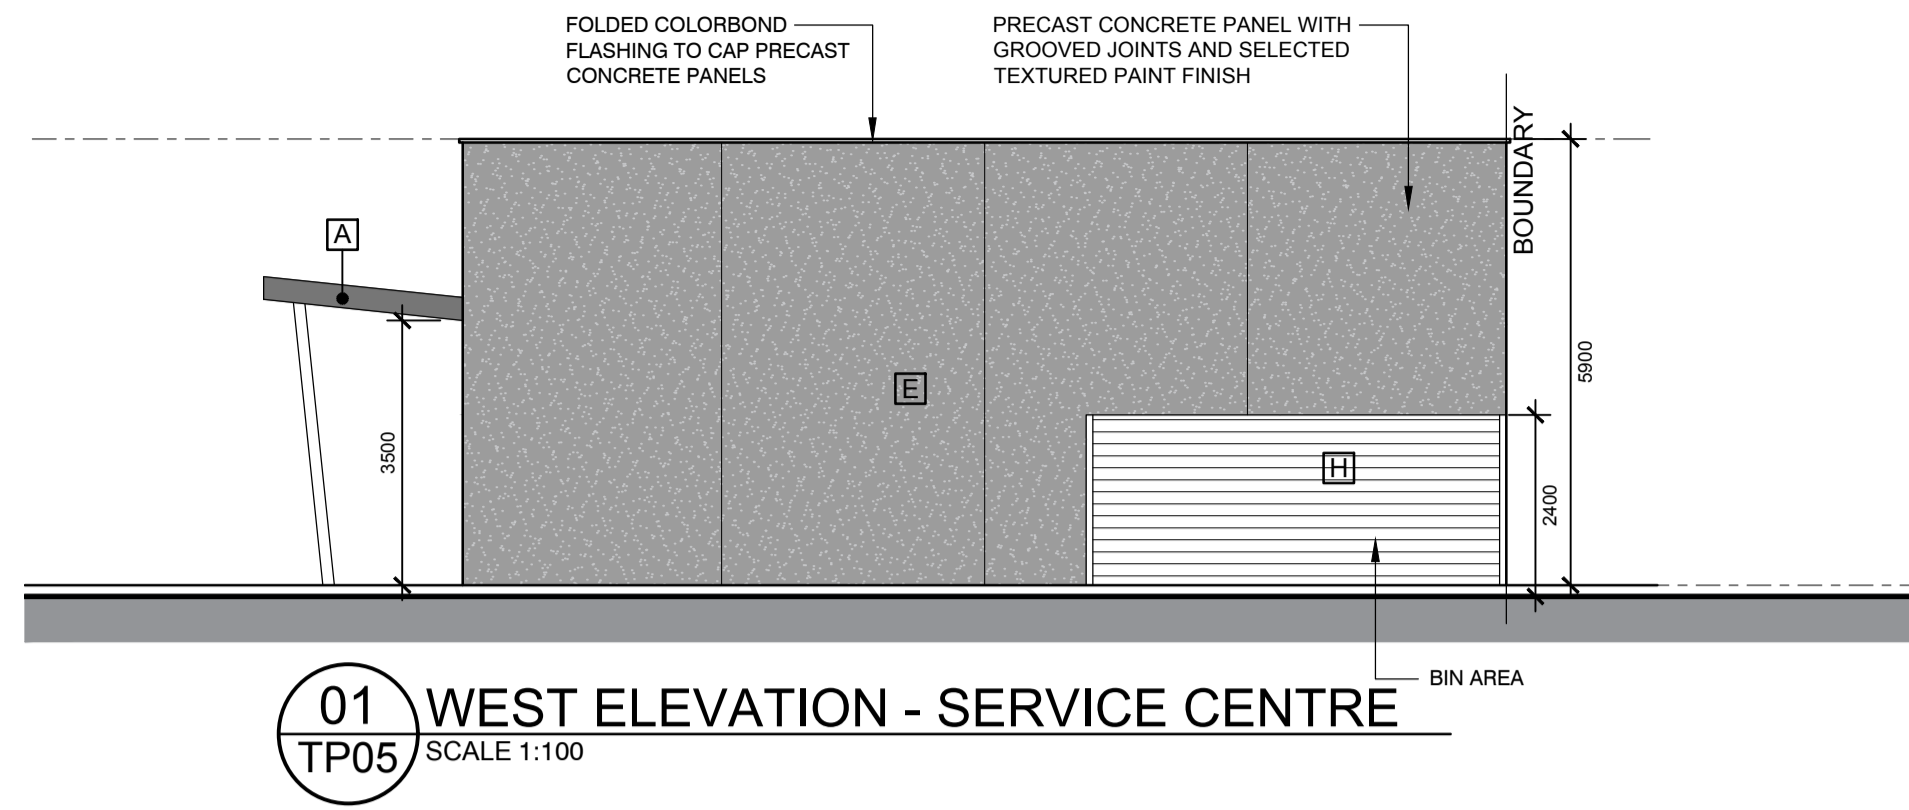 FOLDED COLORBOND
FLASHING TO CAP PRECAST
CONCRETE PANELS
PRECAST CONCRETE PANEL WITH
GROOVED JOINTS AND SELECTED
TEXTURED PAINT FINISH
BOUNDARY
A
5900
E
3500
H
2400
BIN AREA
01
TP05
WEST ELEVATION - SERVICE CENTRE
SCALE 1:100